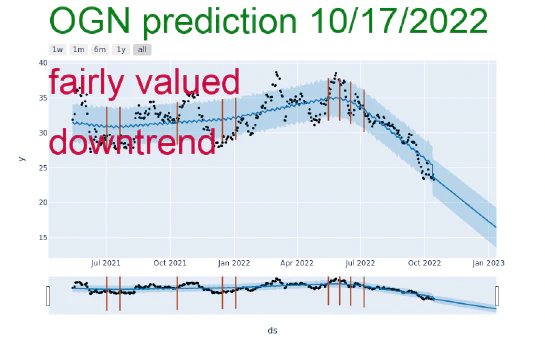 OGN prediction 10/17/2022
1w 1m 6m 1y all
fairly valued
downtrend
40
35
30
25
20
15
y
Jul 2021 Oct 2021 Jan 2022 Apr 2022 Jul 2022 Oct 2022 Jan 2023
ds